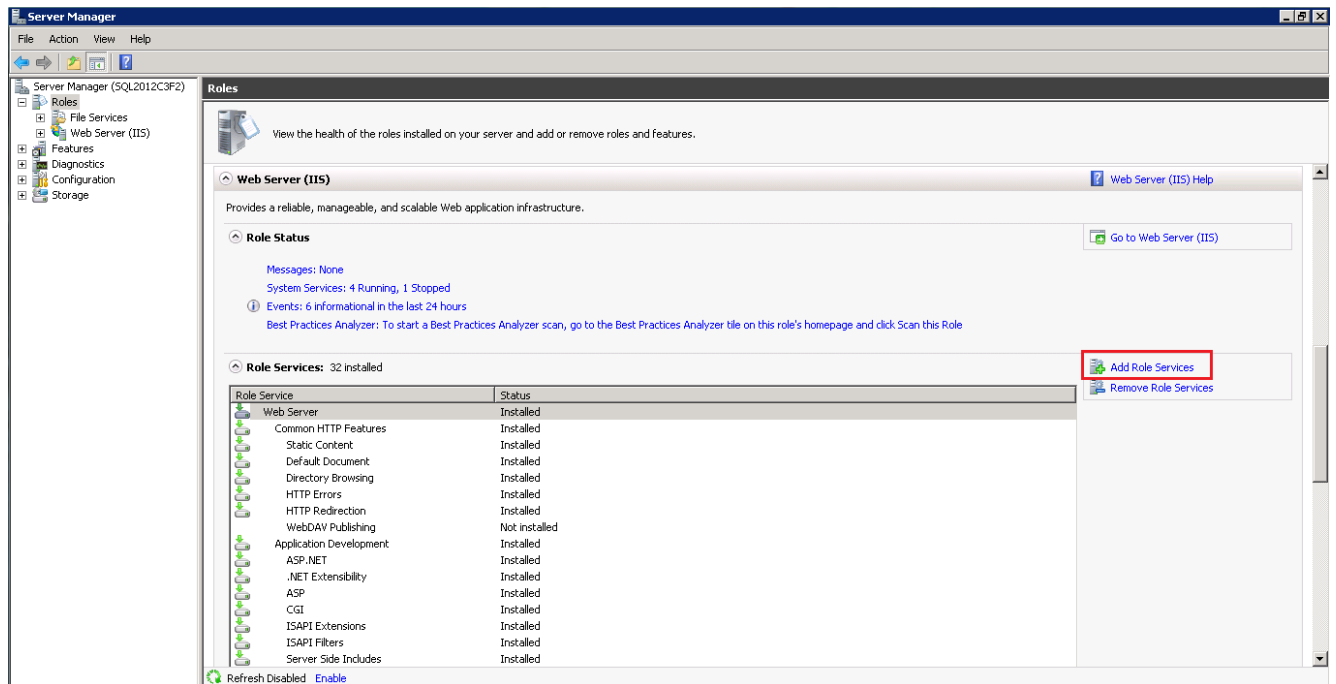 Server Manager
File Action View Help
Server Manager (SQL2012C3F2)
Roles
File Services
Web Server (IIS)
Features
Diagnostics
Configuration
Storage
Roles
View the health of the roles installed on your server and add or remove roles and features.
Web Server (IIS)
Web Server (IIS) Help
Provides a reliable, manageable, and scalable Web application infrastructure.
Role Status
Go to Web Server (IIS)
Messages: None
System Services: 4 Running, 1 Stopped
Events: 6 informational in the last 24 hours
Best Practices Analyzer: To start a Best Practices Analyzer scan, go to the Best Practices Analyzer tile on this role's homepage and click Scan this Role
Role Services: 32 installed
Add Role Services
Remove Role Services
Role Service Status
Web Server Installed
Common HTTP Features Installed
Static Content Installed
Default Document Installed
Directory Browsing Installed
HTTP Errors Installed
HTTP Redirection Installed
WebDAV Publishing Not installed
Application Development Installed
ASP.NET Installed
.NET Extensibility Installed
ASP Installed
CGI Installed
ISAPI Extensions Installed
ISAPI Filters Installed
Server Side Includes Installed
Refresh Disabled Enable